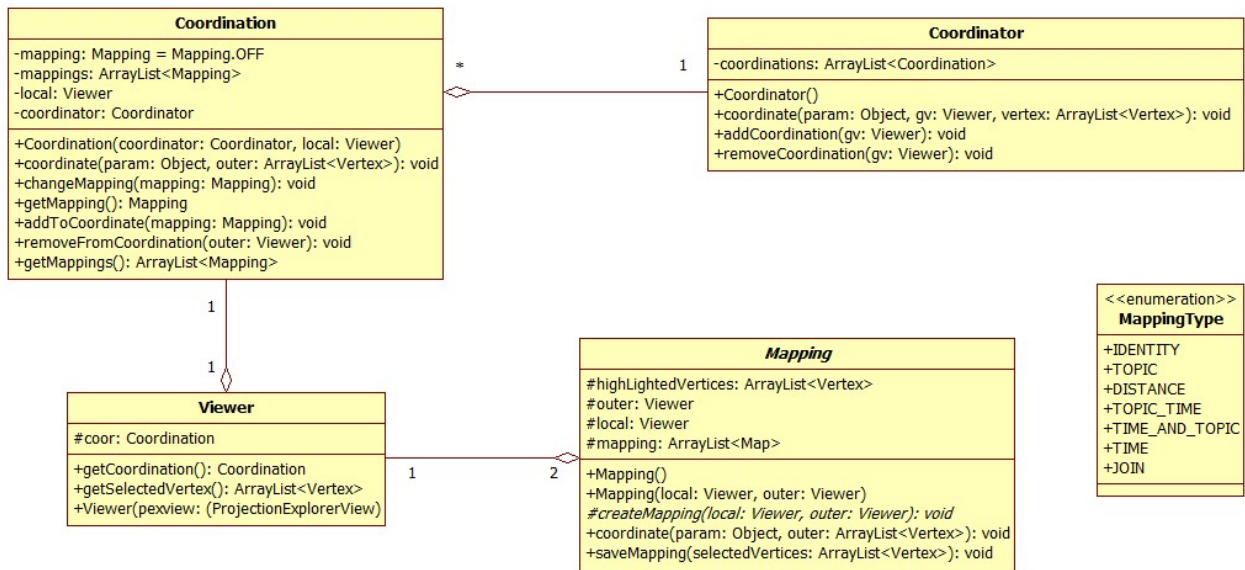 Coordination
-mapping: Mapping = Mapping.OFF
-mappings: ArrayList<Mapping>
-local: Viewer
-coordinator: Coordinator
+Coordination(coordinator: Coordinator, local: Viewer)
+coordinate(param: Object, outer: ArrayList<Vertex>): void
+changeMapping(mapping: Mapping): void
+getMapping(): Mapping
+addToCoordinate(mapping: Mapping): void
+removeFromCoordination(outer: Viewer): void
+getMappings(): ArrayList<Mapping>
*
1
Coordinator
-coordinations: ArrayList<Coordination>
+Coordinator()
+coordinate(param: Object, gv: Viewer, vertex: ArrayList<Vertex>): void
+addCoordination(gv: Viewer): void
+removeCoordination(gv: Viewer): void
1
1
Viewer
#coor: Coordination
+getCoordination(): Coordination
+getSelectedVertex(): ArrayList<Vertex>
+Viewer(pexview: (ProjectionExplorerView)
1
2
Mapping
#highLightedVertices: ArrayList<Vertex>
#outer: Viewer
#local: Viewer
#mapping: ArrayList<Map>
+Mapping()
+Mapping(local: Viewer, outer: Viewer)
#createMapping(local: Viewer, outer: Viewer): void
+coordinate(param: Object, outer: ArrayList<Vertex>): void
+saveMapping(selectedVertices: ArrayList<Vertex>): void
<<enumeration>>
MappingType
+IDENTITY
+TOPIC
+DISTANCE
+TOPIC_TIME
+TIME_AND_TOPIC
+TIME
+JOIN